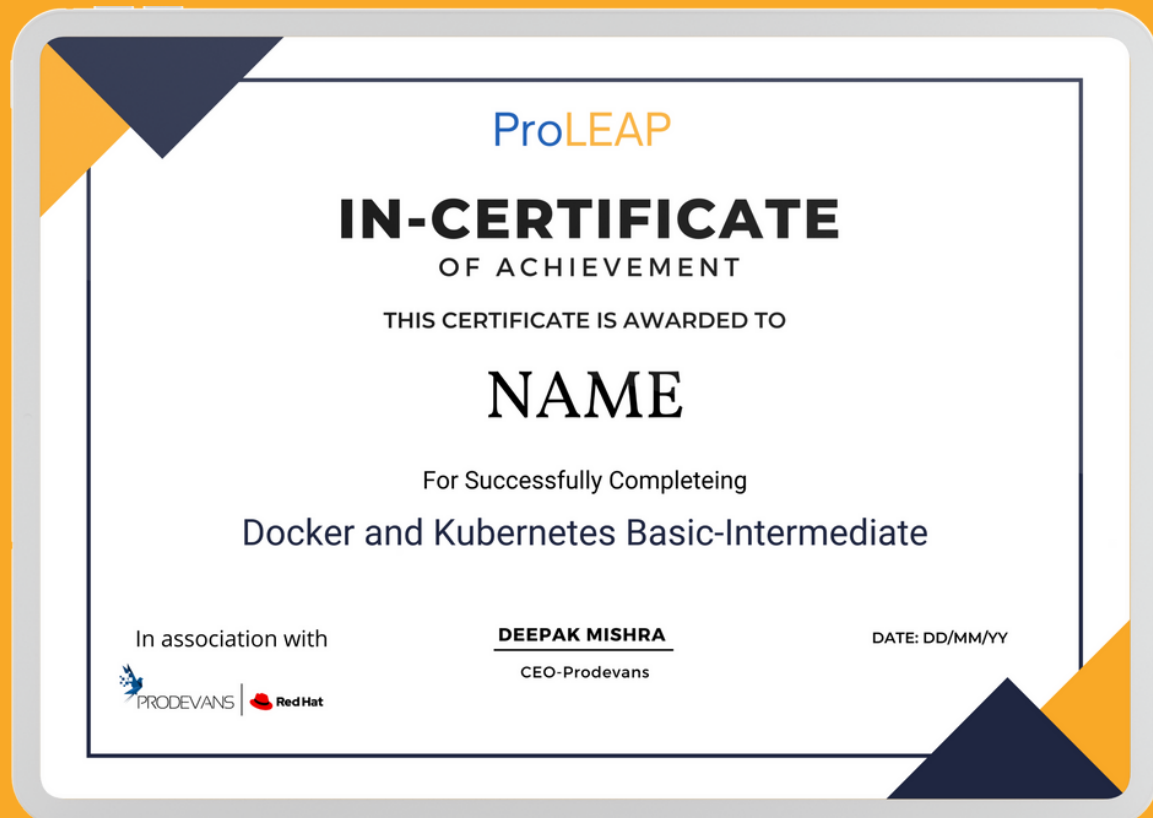 ProLEAP
IN-CERTIFICATE
OF ACHIEVEMENT
THIS CERTIFICATE IS AWARDED TO
NAME
For Successfully Completeing
Docker and Kubernetes Basic-Intermediate
In association with
PRODEVANS | Red Hat
DEEPAK MISHRA
CEO-Prodevans
DATE: DD/MM/YY